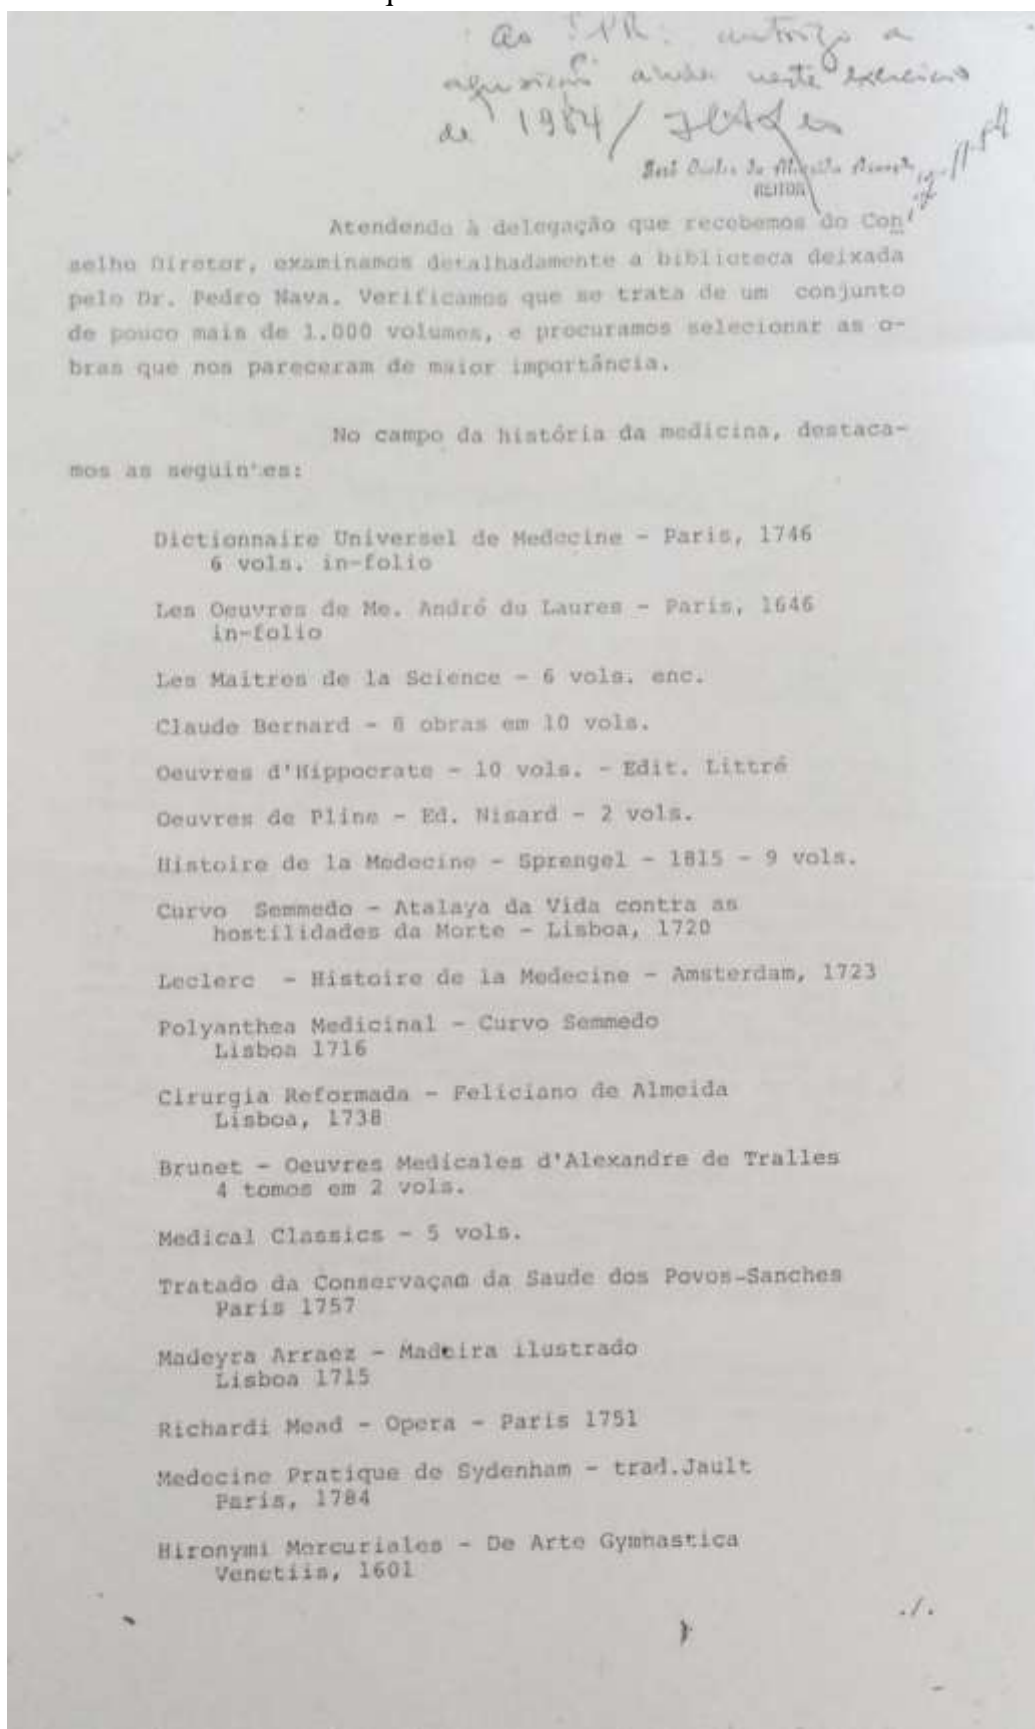 Ao SPR: autorizo a
aquisição ainda neste exercício
de 1984/
José Carlos de Almeida
REITOR
Atendendo à delegação que recebemos do Con
selho Diretor, examinamos detalhadamente a biblioteca deixada
pelo Dr. Pedro Nava. Verificamos que se trata de um conjunto
de pouco mais de 1.000 volumes, e procuramos selecionar as o-
bras que nos pareceram de maior importância.
No campo da história da medicina, destaca-
mos as seguintes:
Dictionnaire Universel de Medecine - Paris, 1746
6 vols. in-folio
Les Oeuvres de Me. André du Laures - Paris, 1646
in-folio
Les Maitres de la Science - 6 vols. enc.
Claude Bernard - 8 obras em 10 vols.
Oeuvres d'Hippocrate - 10 vols. - Edit. Littré
Oeuvres de Pline - Ed. Nisard - 2 vols.
Histoire de la Medecine - Sprengel - 1815 - 9 vols.
Curvo Semmedo - Atalaya da Vida contra as
hostilidades da Morte - Lisboa, 1720
Leclerc - Histoire de la Medecine - Amsterdam, 1723
Polyanthea Medicinal - Curvo Semmedo
Lisboa 1716
Cirurgia Reformada - Feliciano de Almeida
Lisboa, 1738
Brunet - Oeuvres Medicales d'Alexandre de Tralles
4 tomos em 2 vols.
Medical Classics - 5 vols.
Tratado da Conservaçam da Saude dos Povos-Sanches
Paris 1757
Madeyra Arraez - Madeira ilustrado
Lisboa 1715
Richardi Mead - Opera - Paris 1751
Medecine Pratique de Sydenham - trad.Jault
Paris, 1784
Hironymi Mercuriales - De Arte Gymnastica
Venetiis, 1601
./.